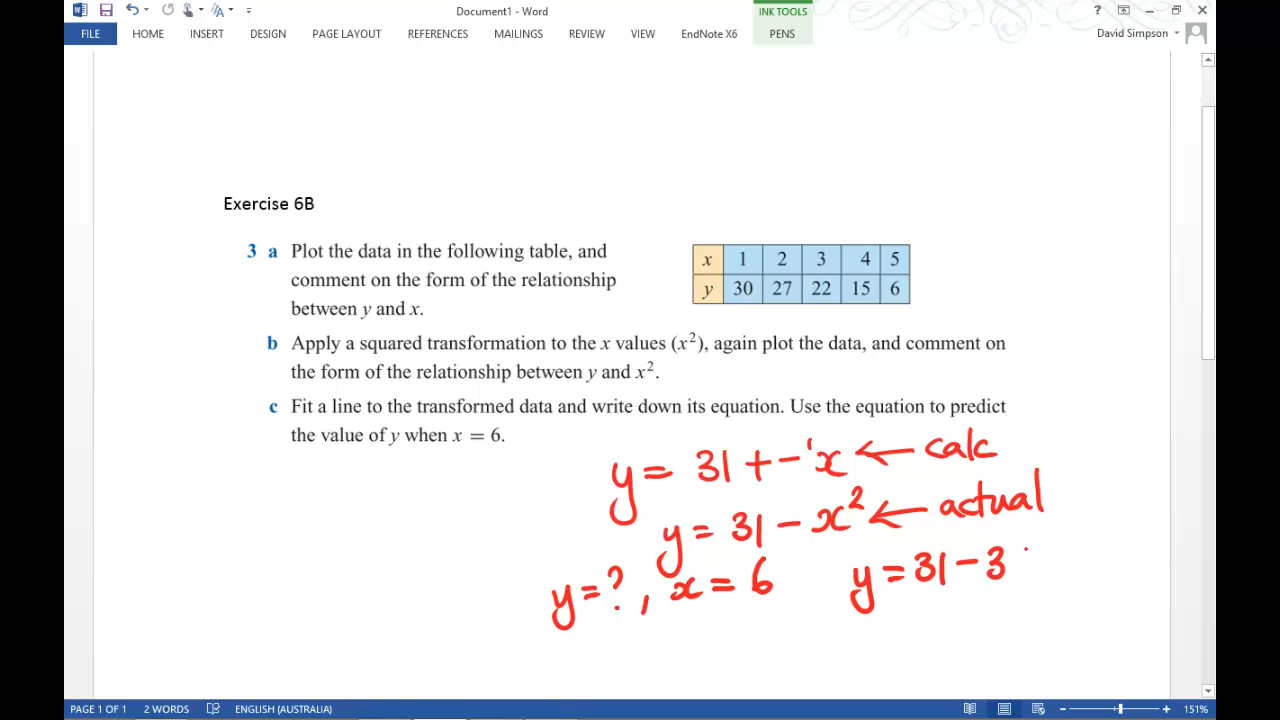 Document1 - Word
INK TOOLS
FILE HOME INSERT DESIGN PAGE LAYOUT REFERENCES MAILINGS REVIEW VIEW EndNote X6 PENS
David Simpson
Exercise 6B
3 a Plot the data in the following table, and
comment on the form of the relationship
between y and x.
x 1 2 3 4 5
y 30 27 22 15 6
b Apply a squared transformation to the x values (x²), again plot the data, and comment on
the form of the relationship between y and x².
c Fit a line to the transformed data and write down its equation. Use the equation to predict
the value of y when x = 6.
y = 31 + -1x ← calc
y = 31 - x² ← actual
y = ?, x = 6
y = 31 - 3
PAGE 1 OF 1 2 WORDS ENGLISH (AUSTRALIA) 151%